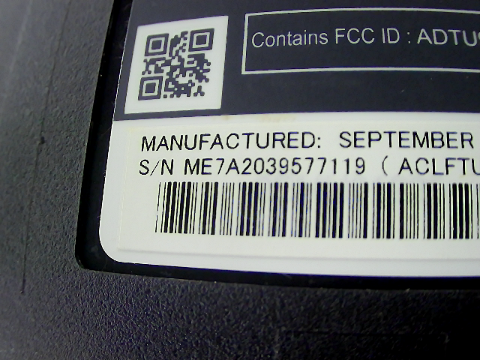 Contains FCC ID : ADTU
MANUFACTURED: SEPTEMBER
S/N ME7A2039577119 ( ACLFTU